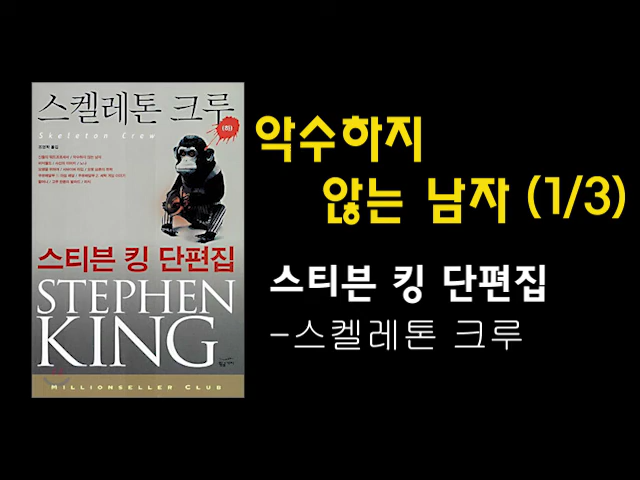 스켈레톤 크루
Skeleton Crew
(하)
스티븐 킹 단편집
STEPHEN
KING
MILLIONSELLER CLUB
악수하지
않는 남자 (1/3)
스티븐 킹 단편집
-스켈레톤 크루